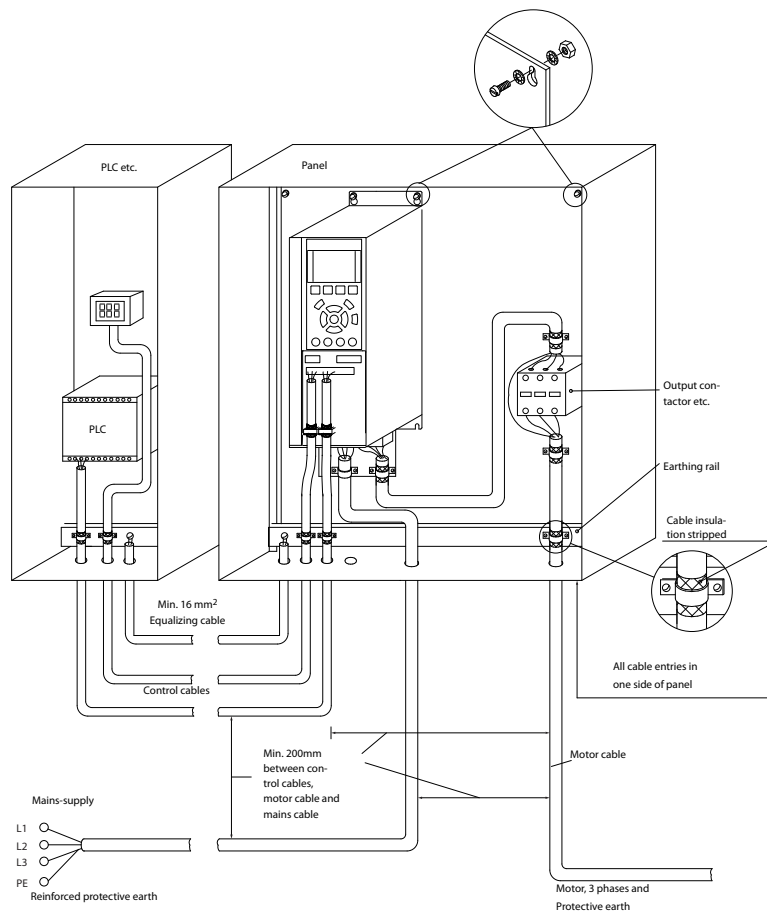 PLC etc.
Panel
PLC
Output con-
tactor etc.
Earthing rail
Cable insula-
tion stripped
Min. 16 mm²
Equalizing cable
All cable entries in
one side of panel
Control cables
Min. 200mm
between con-
trol cables,
motor cable and
mains cable
Motor cable
Mains-supply
L1
L2
L3
PE
Reinforced protective earth
Motor, 3 phases and
Protective earth